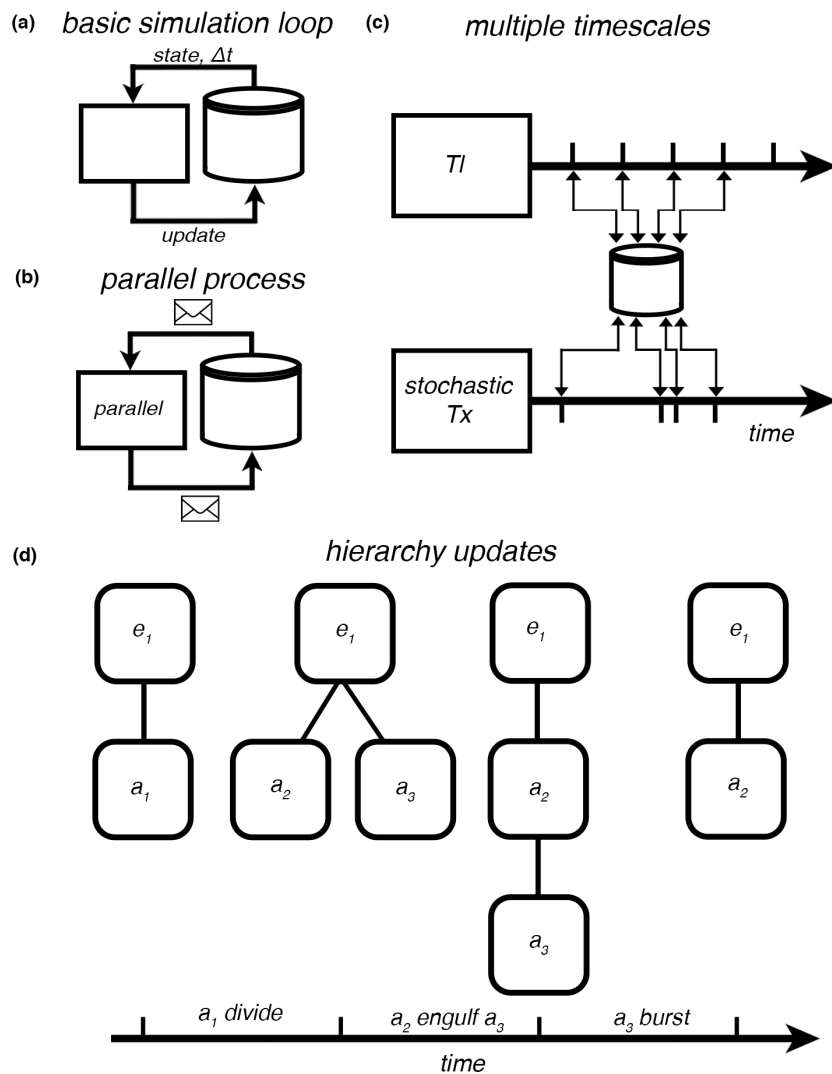 (a) basic simulation loop
state, Δt
update
(b) parallel process
parallel
(c) multiple timescales
Tl
stochastic
Tx
time
(d) hierarchy updates
e₁ e₁ e₁ e₁
a₁ a₂ a₃ a₂ a₂
a₃
a₁ divide a₂ engulf a₃ a₃ burst
time